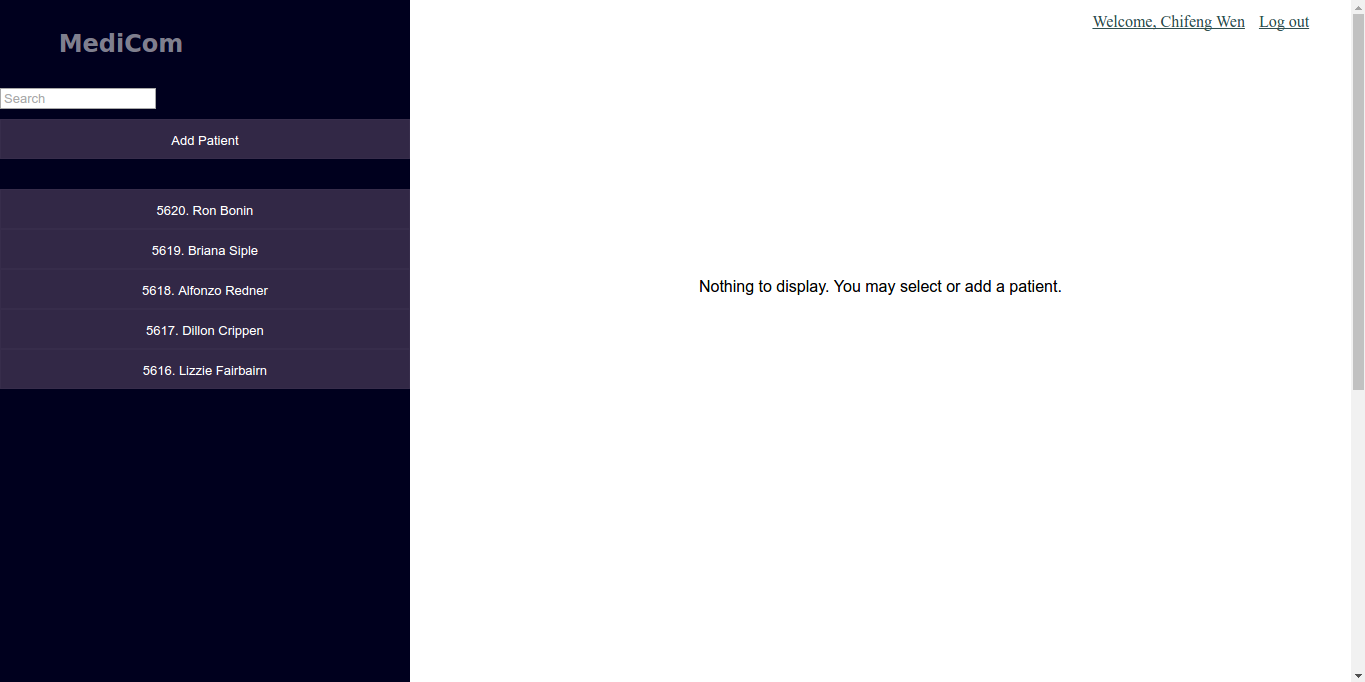 MediCom
Welcome, Chifeng Wen Log out
Search
Add Patient
5620. Ron Bonin
5619. Briana Siple
5618. Alfonzo Redner
5617. Dillon Crippen
5616. Lizzie Fairbairn
Nothing to display. You may select or add a patient.